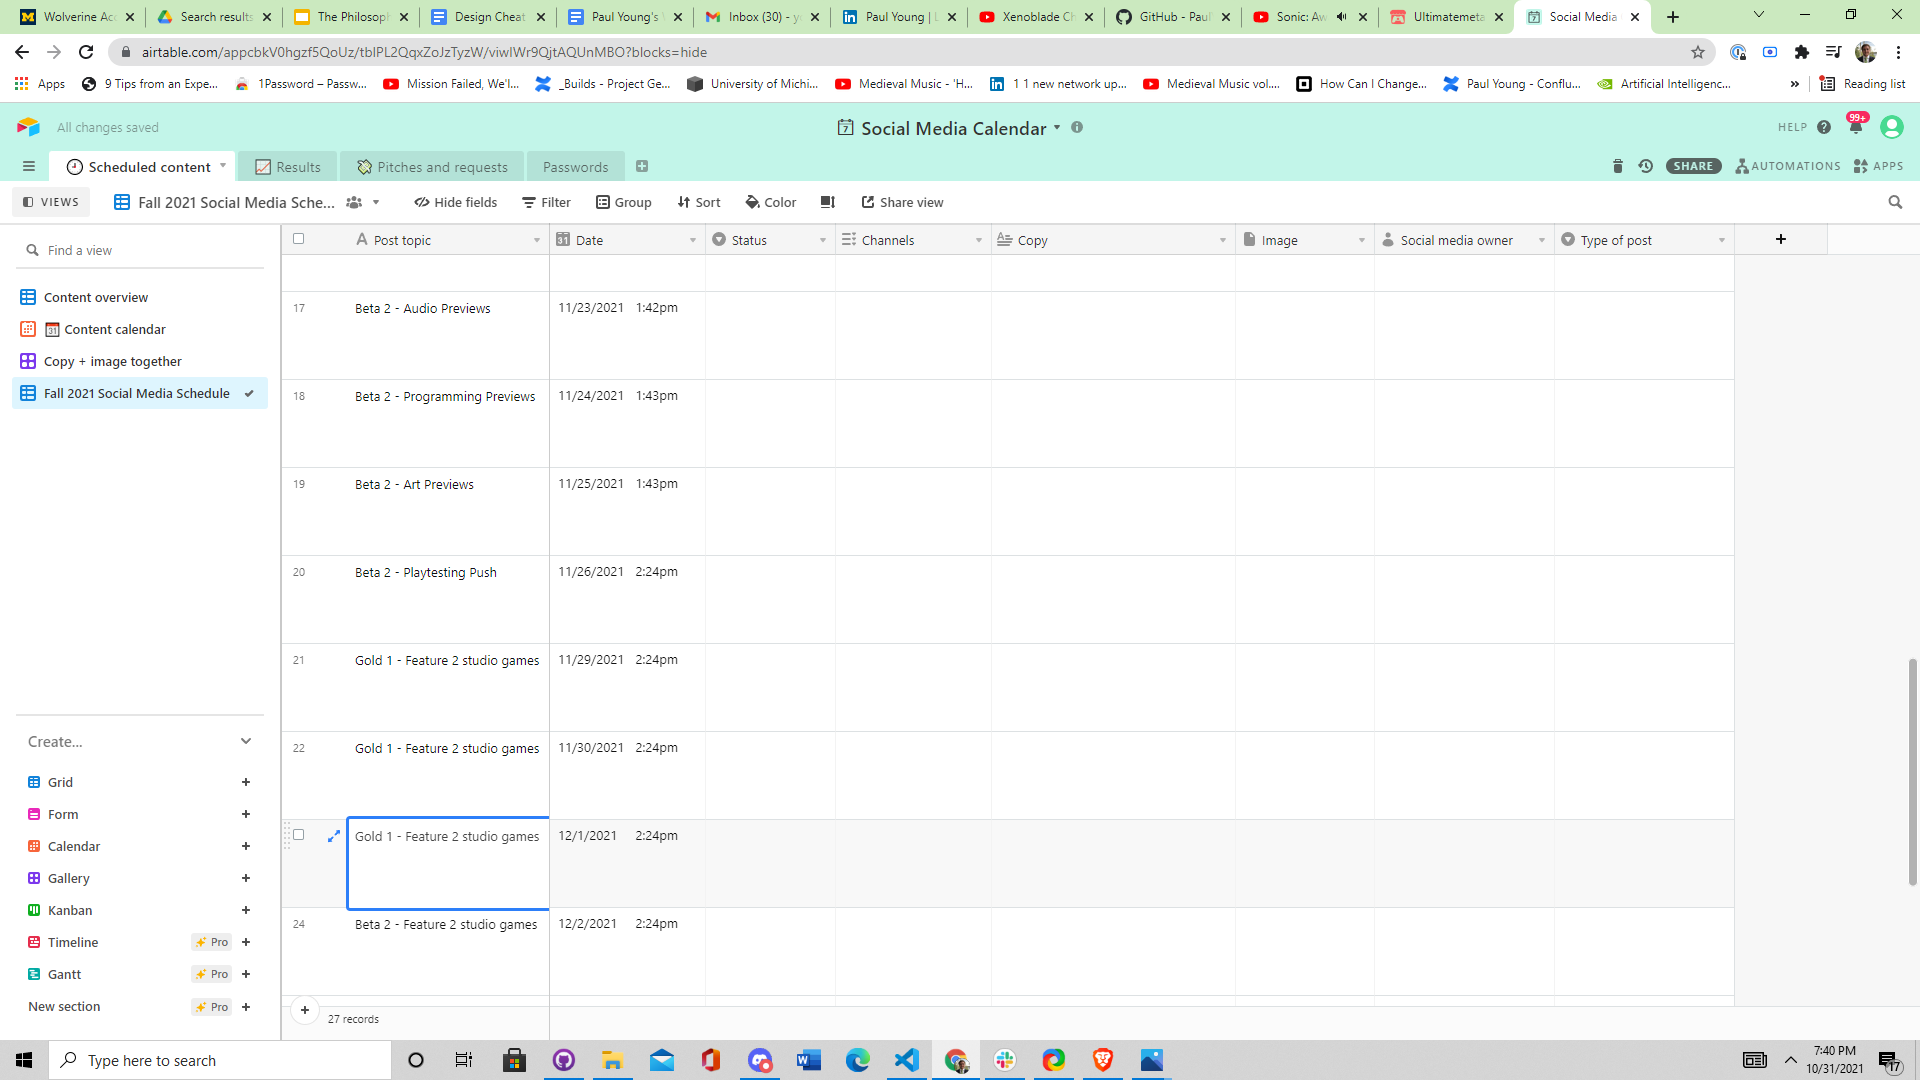 Wolverine Acc
Search results
The Philosoph
Design Cheat
Paul Young's
Inbox (30) - y
Paul Young | L
Xenoblade Ch
GitHub - Paul
Sonic: Aw
Ultimatemeta
Social Media
airtable.com/appcbkV0hgzf5QoUz/tblPL2QqxZoJzTyzW/viwIWr9QjtAQUnMBO?blocks=hide
Apps
9 Tips from an Expe...
1Password – Passw...
Mission Failed, We'l...
_Builds - Project Ge...
University of Michi...
Medieval Music - 'H...
1 1 new network up...
Medieval Music vol....
How Can I Change...
Paul Young - Conflu...
Artificial Intelligenc...
»
Reading list
All changes saved
Social Media Calendar
HELP
99+
Scheduled content
Results
Pitches and requests
Passwords
SHARE
AUTOMATIONS
APPS
VIEWS
Fall 2021 Social Media Sche...
Hide fields
Filter
Group
Sort
Color
Share view
Find a view
Content overview
Content calendar
Copy + image together
Fall 2021 Social Media Schedule
Create...
Grid
Form
Calendar
Gallery
Kanban
Timeline Pro
Gantt Pro
New section Pro
Post topic Date Status Channels Copy Image Social media owner Type of post
17 Beta 2 - Audio Previews 11/23/2021 1:42pm
18 Beta 2 - Programming Previews 11/24/2021 1:43pm
19 Beta 2 - Art Previews 11/25/2021 1:43pm
20 Beta 2 - Playtesting Push 11/26/2021 2:24pm
21 Gold 1 - Feature 2 studio games 11/29/2021 2:24pm
22 Gold 1 - Feature 2 studio games 11/30/2021 2:24pm
Gold 1 - Feature 2 studio games 12/1/2021 2:24pm
24 Beta 2 - Feature 2 studio games 12/2/2021 2:24pm
27 records
Type here to search
7:40 PM
10/31/2021
17